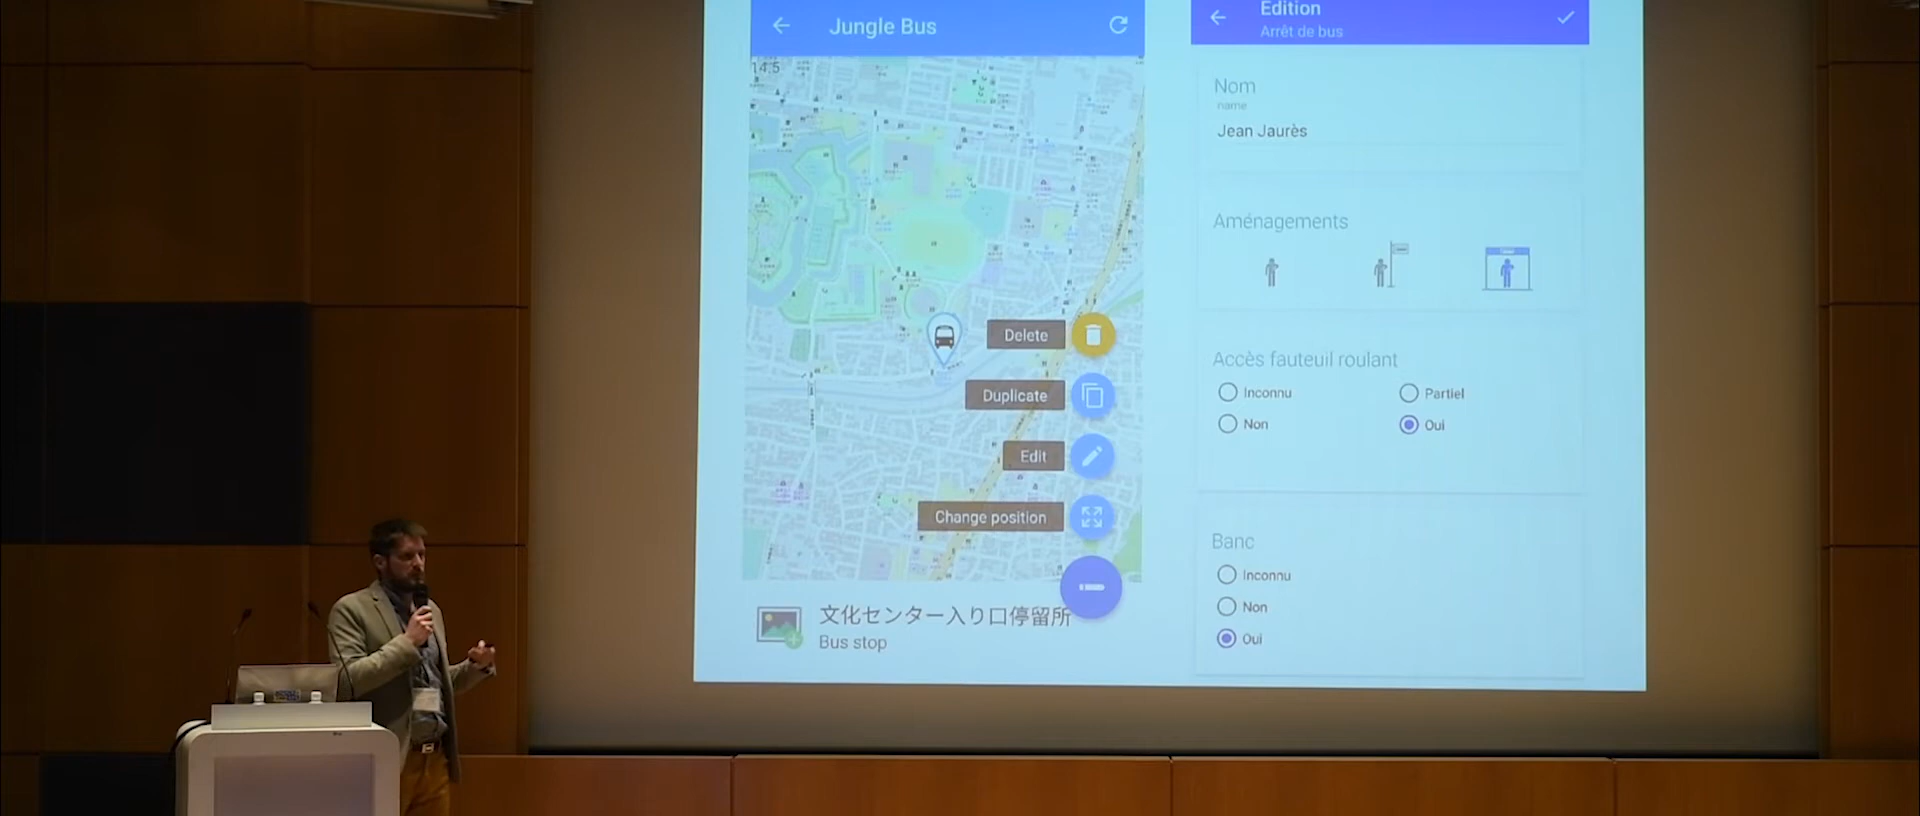 Jungle Bus
14.5
Delete
Duplicate
Edit
Change position
文化センター入り口停留所
Bus stop
Edition
Arrêt de bus
Nom
name
Jean Jaurès
Aménagements
Accès fauteuil roulant
Inconnu
Partiel
Non
Oui
Banc
Inconnu
Non
Oui